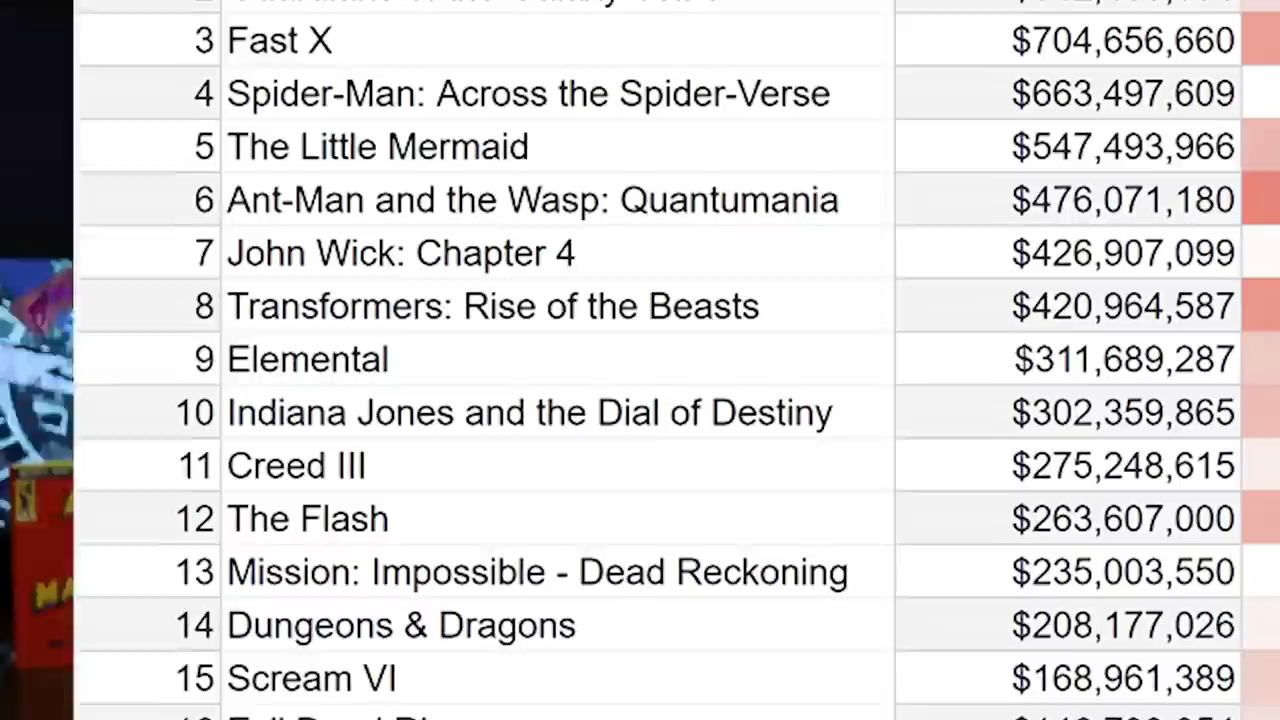 3 Fast X $704,656,660
4 Spider-Man: Across the Spider-Verse $663,497,609
5 The Little Mermaid $547,493,966
6 Ant-Man and the Wasp: Quantumania $476,071,180
7 John Wick: Chapter 4 $426,907,099
8 Transformers: Rise of the Beasts $420,964,587
9 Elemental $311,689,287
10 Indiana Jones and the Dial of Destiny $302,359,865
11 Creed III $275,248,615
12 The Flash $263,607,000
13 Mission: Impossible - Dead Reckoning $235,003,550
14 Dungeons & Dragons $208,177,026
15 Scream VI $168,961,389